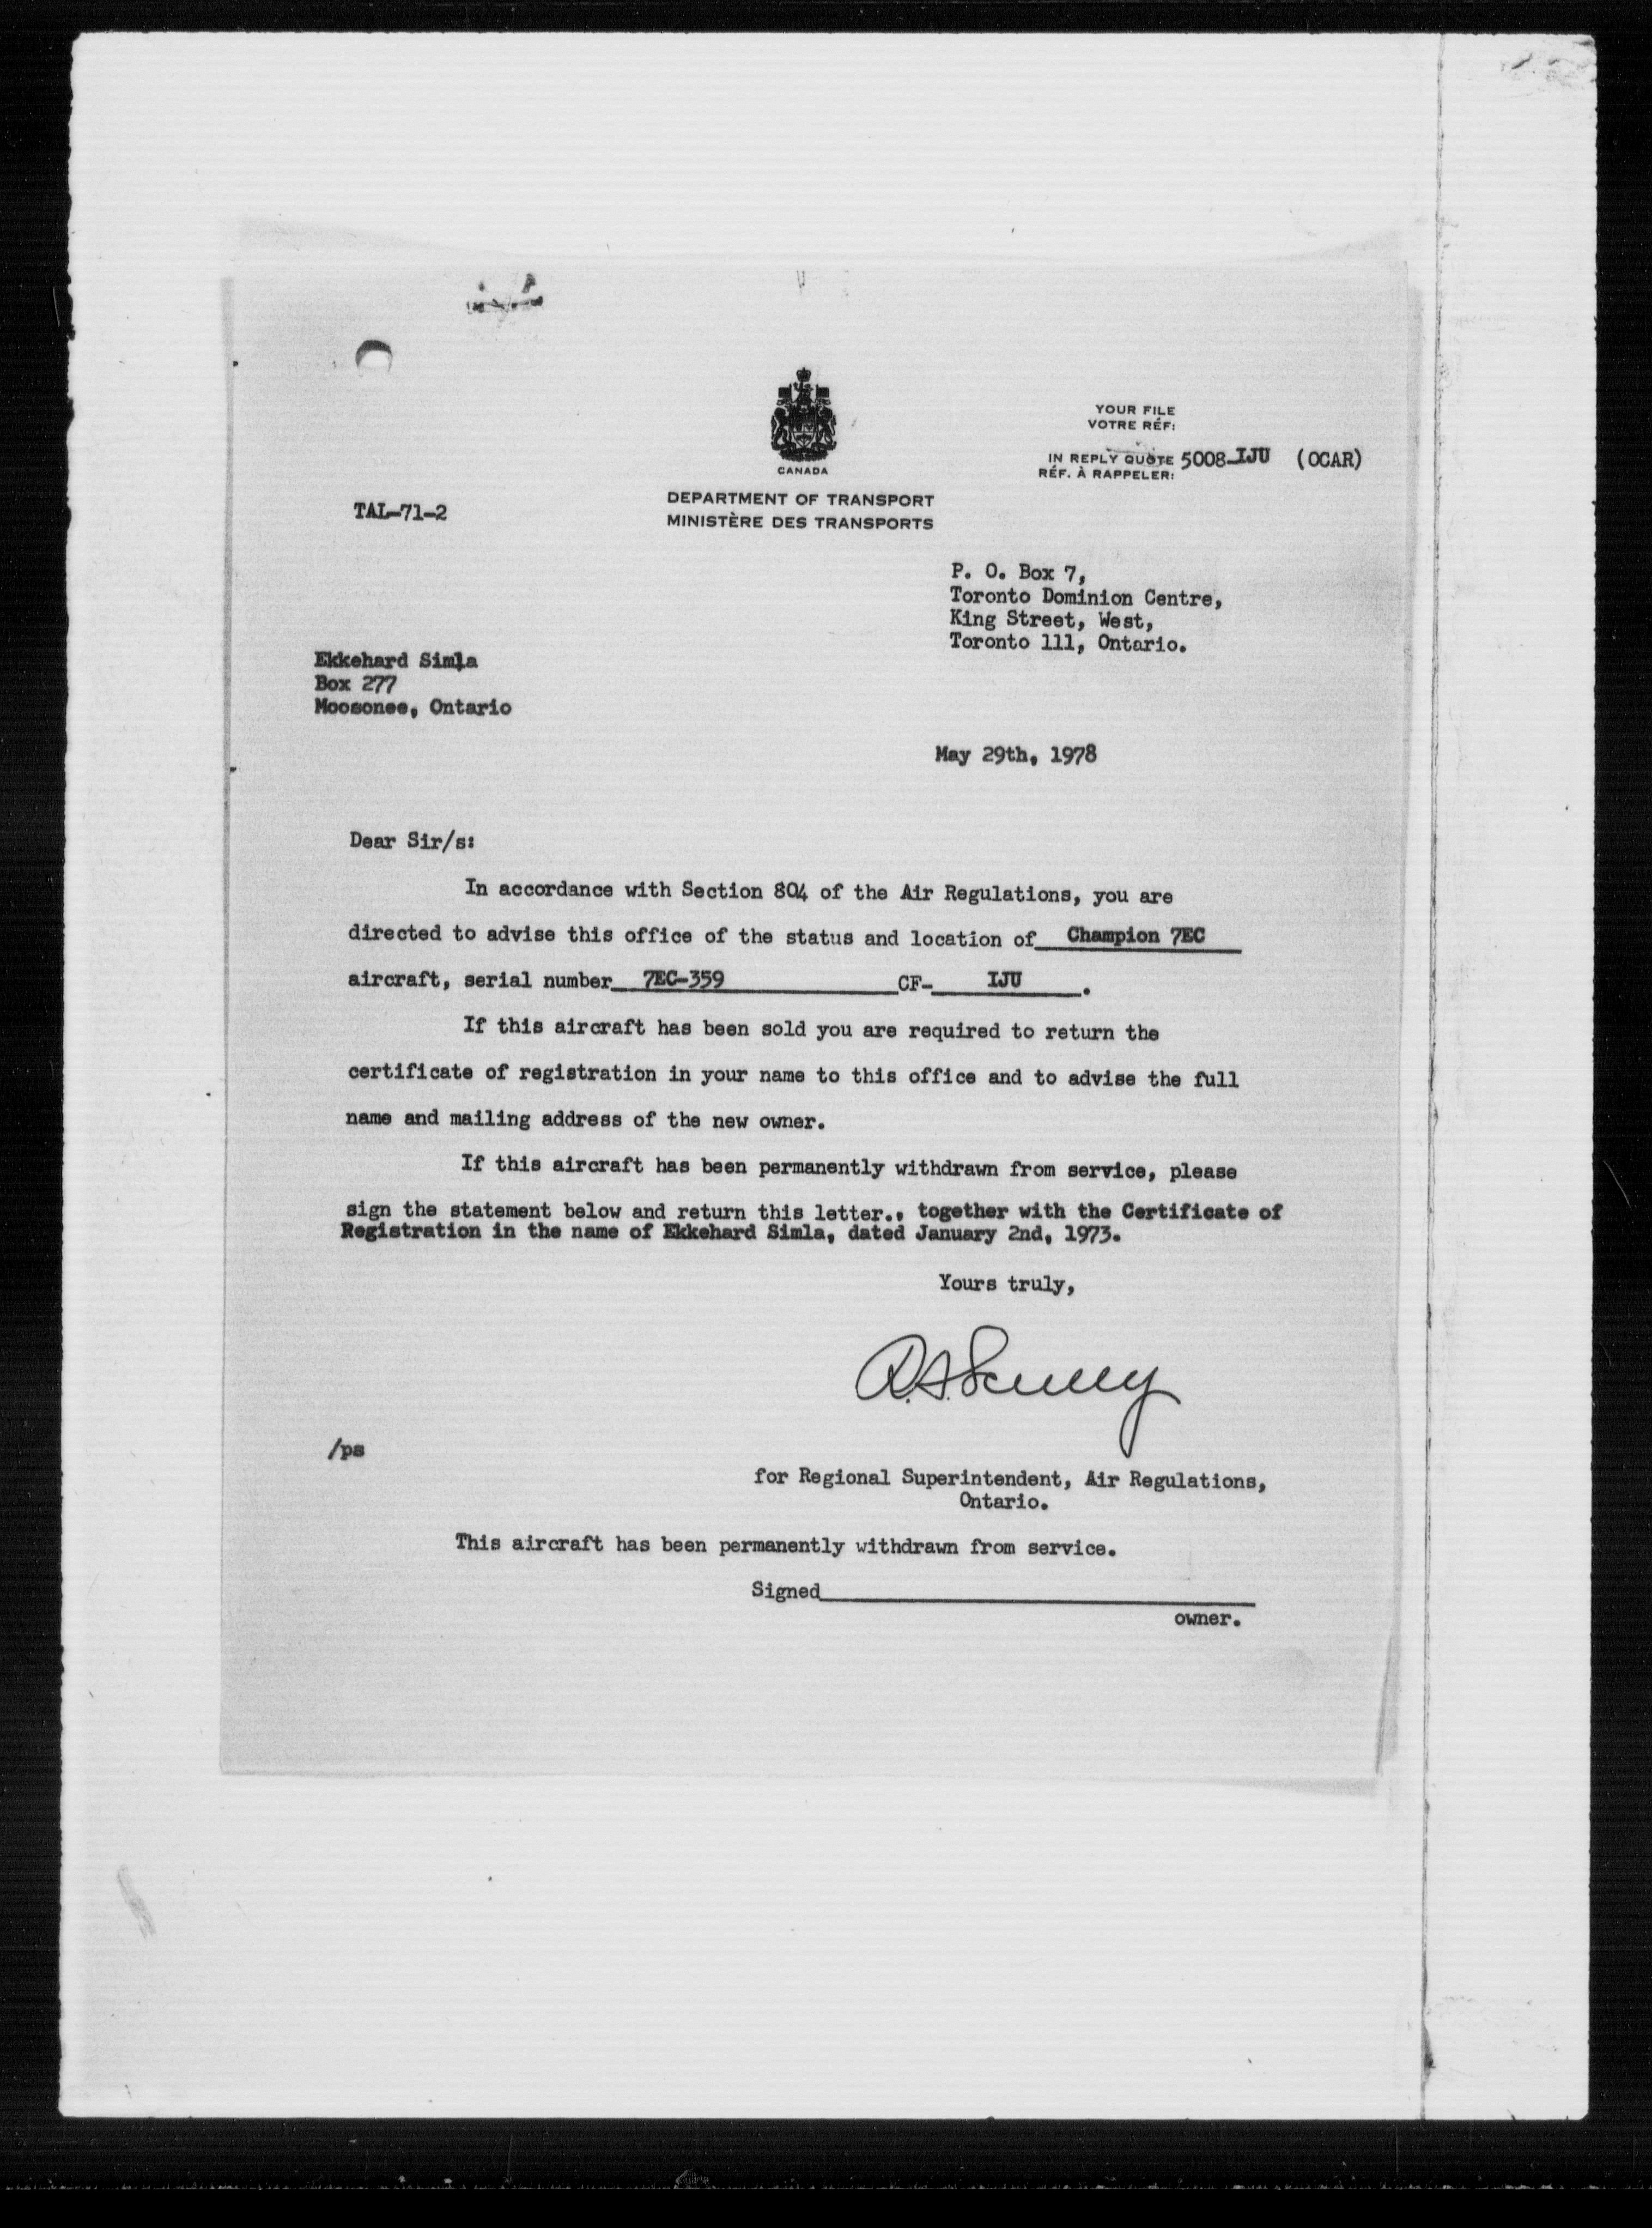 CANADA
DEPARTMENT OF TRANSPORT
MINISTÈRE DES TRANSPORTS
YOUR FILE
VOTRE RÉF:
IN REPLY QUOTE 5008-IJU (OCAR)
RÉF. À RAPPELER:
TAL-71-2
P. O. Box 7,
Toronto Dominion Centre,
King Street, West,
Toronto 111, Ontario.
Ekkehard Simla
Box 277
Moosonee, Ontario
May 29th, 1978
Dear Sir/s:
In accordance with Section 804 of the Air Regulations, you are
directed to advise this office of the status and location of Champion 7EC
aircraft, serial number 7EC-359 CF- IJU .
If this aircraft has been sold you are required to return the
certificate of registration in your name to this office and to advise the full
name and mailing address of the new owner.
If this aircraft has been permanently withdrawn from service, please
sign the statement below and return this letter., together with the Certificate of
Registration in the name of Ekkehard Simla, dated January 2nd, 1973.
Yours truly,
/ps
for Regional Superintendent, Air Regulations,
Ontario.
This aircraft has been permanently withdrawn from service.
Signed
owner.